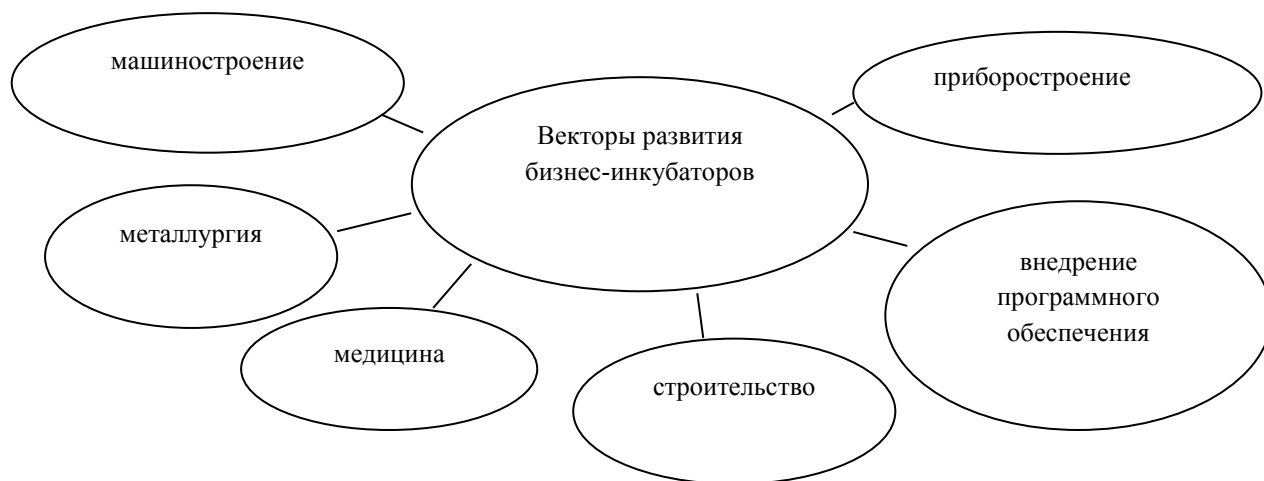 машиностроение
приборостроение
Векторы развития
бизнес-инкубаторов
металлургия
внедрение
программного
обеспечения
медицина
строительство